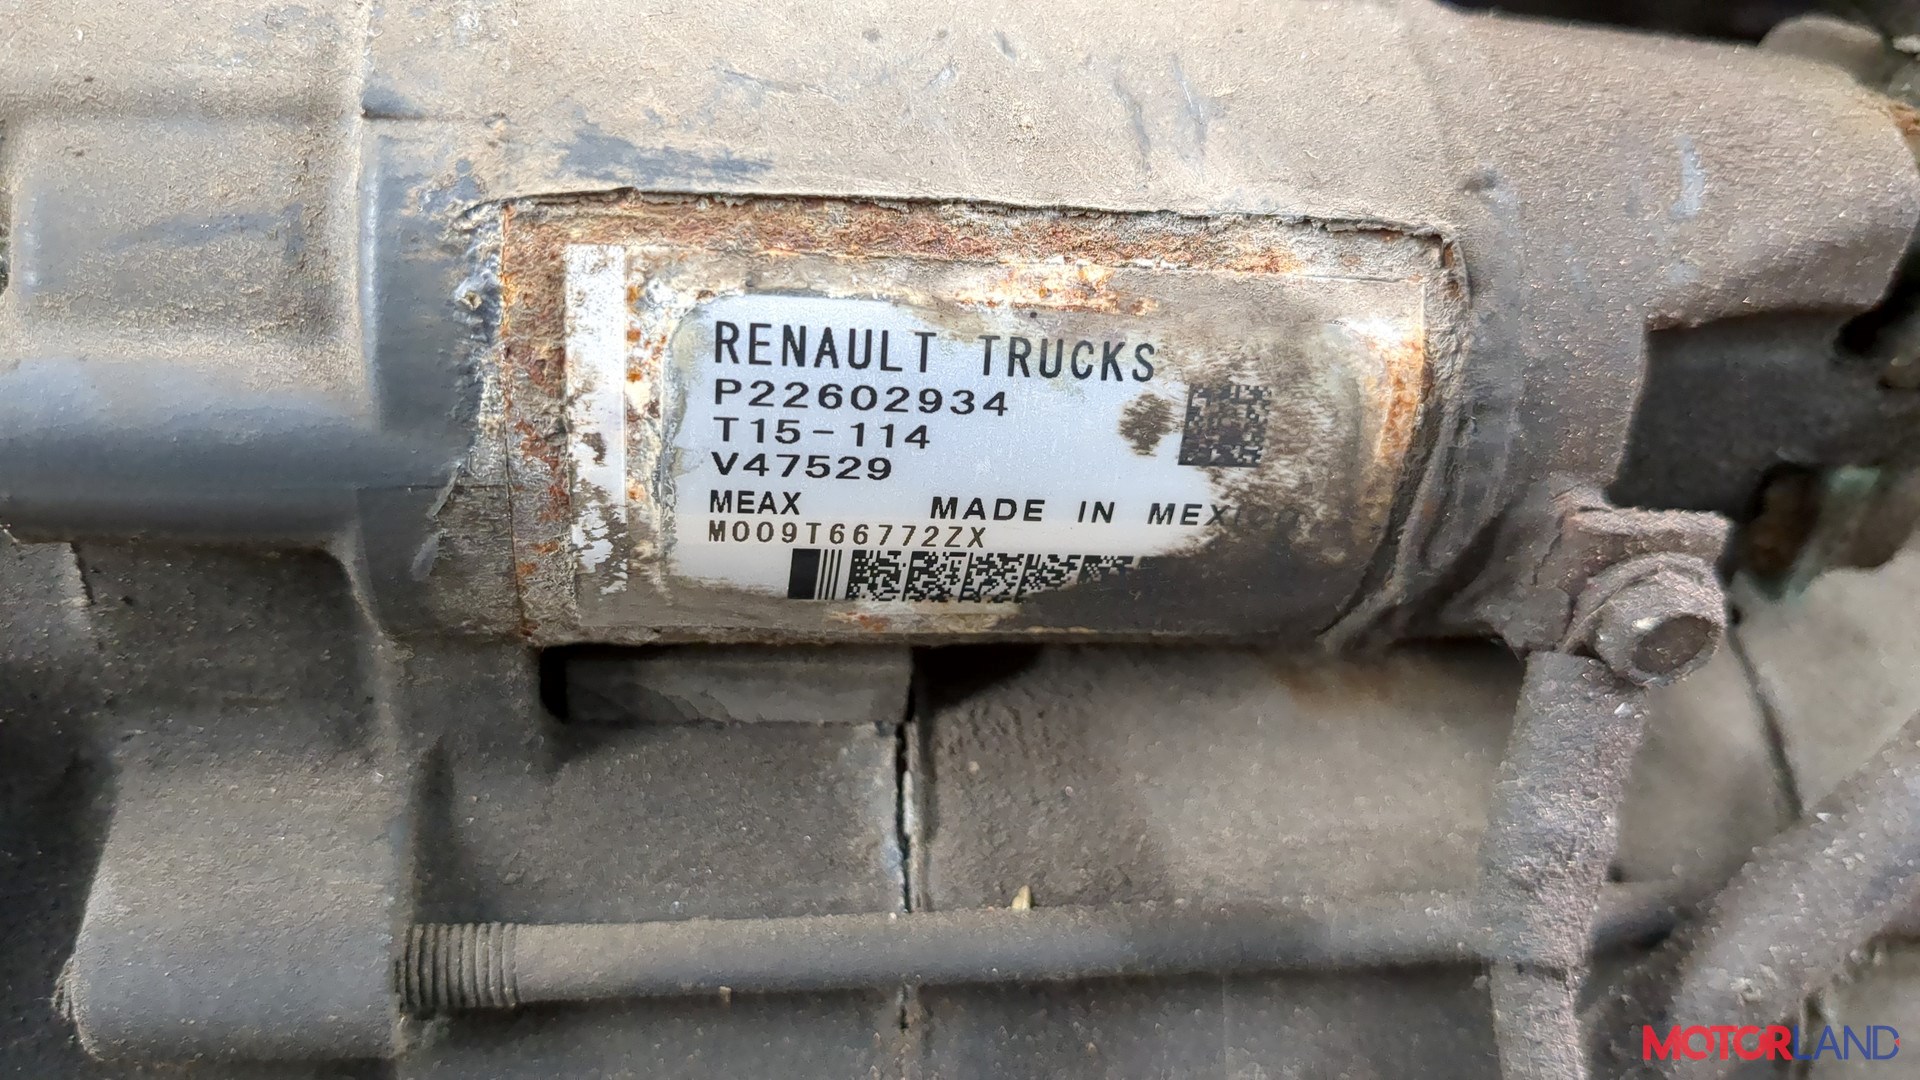 RENAULT TRUCKS
P22602934
T15-114
V47529
MEAX MADE IN MEXICO
M009T66772ZX
MOTORLAND